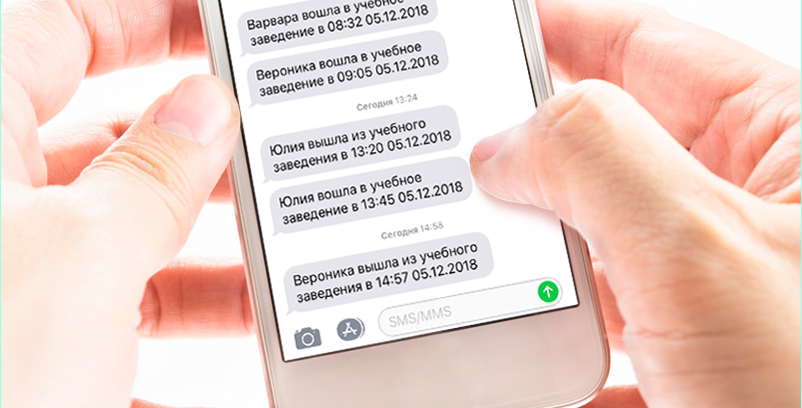 Варвара вошла в учебное
заведение в 08:32 05.12.2018
Вероника вошла в учебное
заведение в 09:05 05.12.2018
Сегодня 13:24
Юлия вышла из учебного
заведения в 13:20 05.12.2018
Юлия вошла в учебное
заведение в 13:45 05.12.2018
Сегодня 14:58
Вероника вышла из учебного
заведения в 14:57 05.12.2018
SMS/MMS